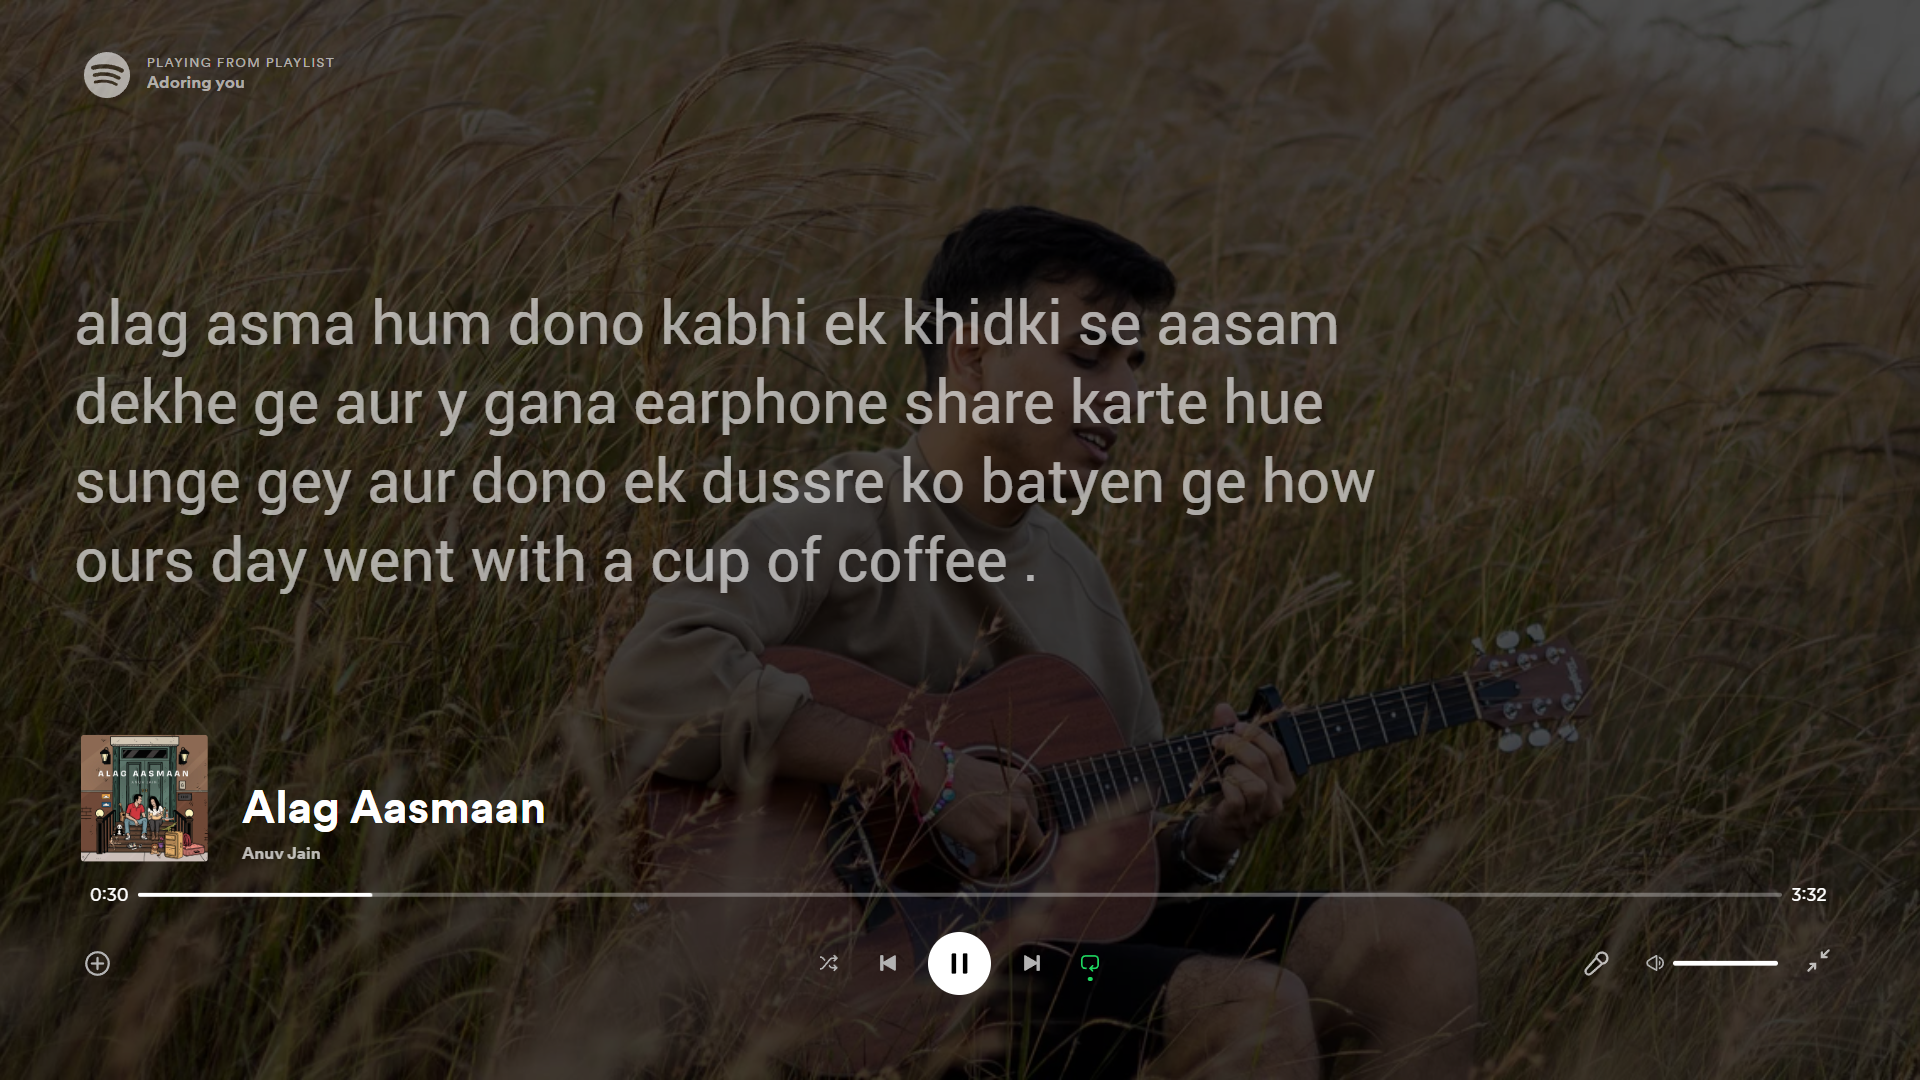 PLAYING FROM PLAYLIST
Adoring you
alag asma hum dono kabhi ek khidki se aasam
dekhe ge aur y gana earphone share karte hue
sunge gey aur dono ek dussre ko batyen ge how
ours day went with a cup of coffee .
ALAG AASMAAN
Alag Aasmaan
Anuv Jain
0:30
3:32